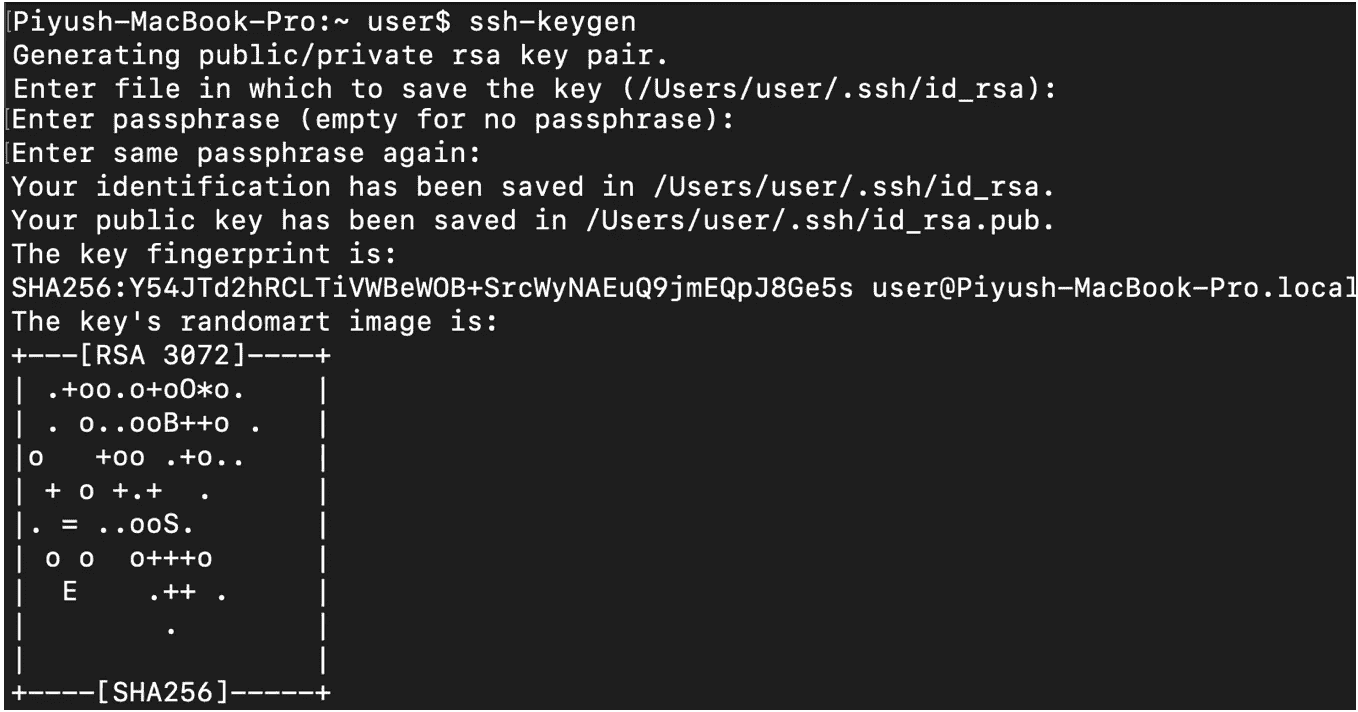 [Piyush-MacBook-Pro:~ user$ ssh-keygen
Generating public/private rsa key pair.
Enter file in which to save the key (/Users/user/.ssh/id_rsa):
[Enter passphrase (empty for no passphrase):
[Enter same passphrase again:
Your identification has been saved in /Users/user/.ssh/id_rsa.
Your public key has been saved in /Users/user/.ssh/id_rsa.pub.
The key fingerprint is:
SHA256:Y54JTd2hRCLTiVWBeWOB+SrcWyNAEuQ9jmEQpJ8Ge5s user@Piyush-MacBook-Pro.local
The key's randomart image is:
+---[RSA 3072]----+
| .+oo.o+oO*o.    |
| . o..ooB++o .   |
|o   +oo .+o..    |
| + o +.+  .      |
|. = ..ooS.       |
| o o  o+++o      |
|  E    .++ .     |
|        .        |
|                 |
+----[SHA256]-----+